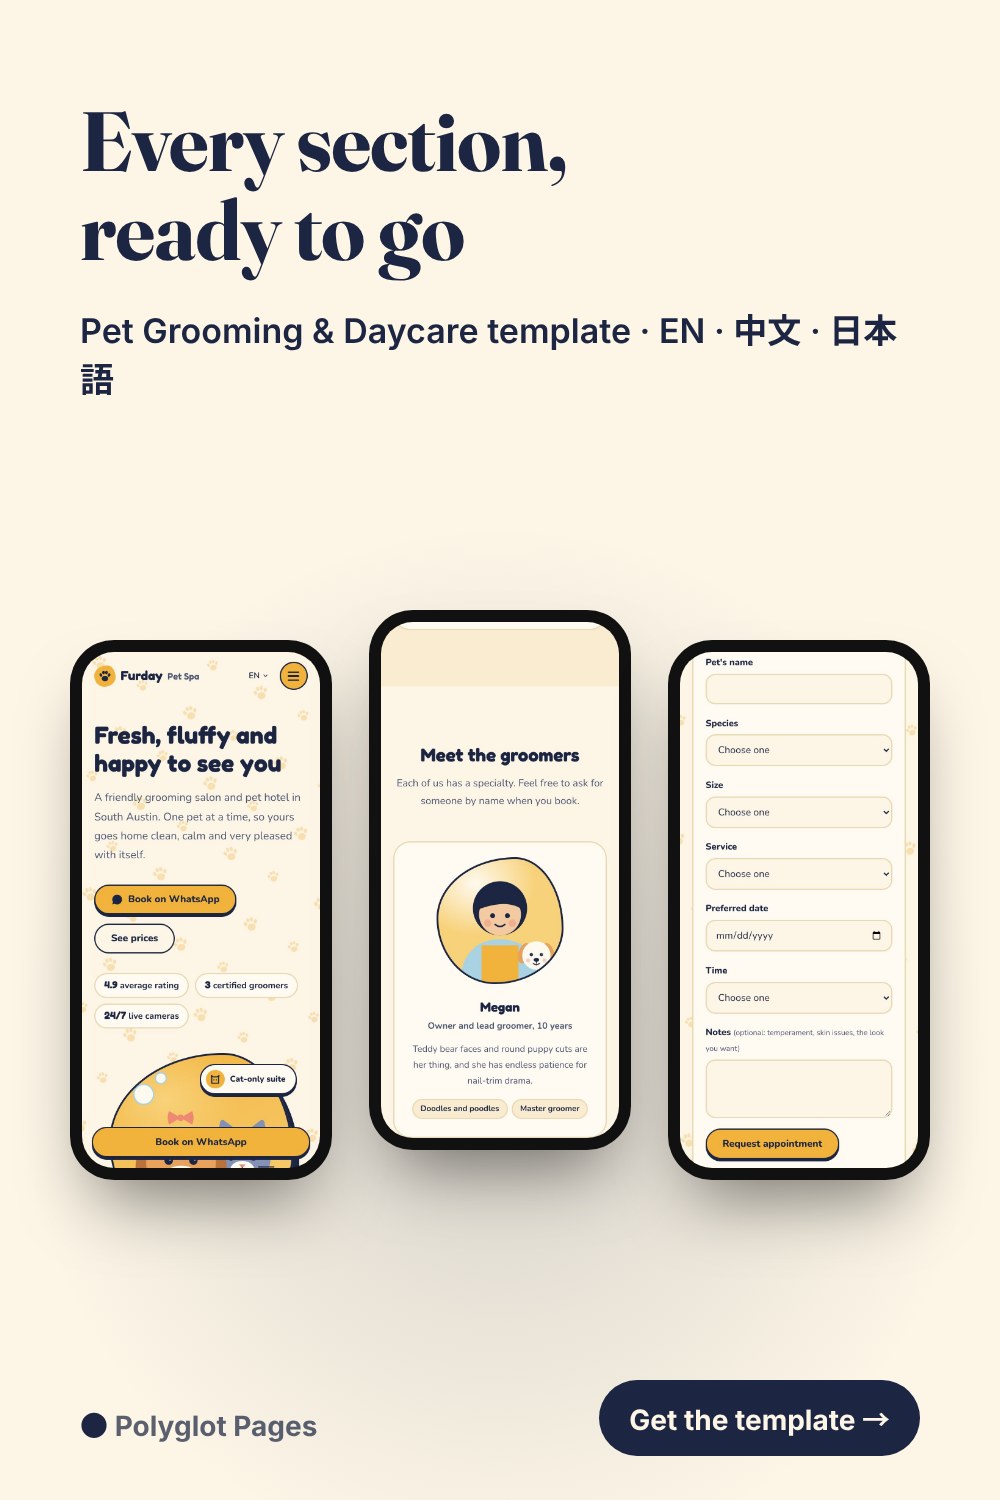 Every section,
ready to go
Pet Grooming & Daycare template · EN · 中文 · 日本
語
Furday Pet Spa
EN
Fresh, fluffy and
happy to see you
A friendly grooming salon and pet hotel in
South Austin. One pet at a time, so yours
goes home clean, calm and very pleased
with itself.
Book on WhatsApp
See prices
4.9 average rating
3 certified groomers
24/7 live cameras
Cat-only suite
Book on WhatsApp
Meet the groomers
Each of us has a specialty. Feel free to ask for
someone by name when you book.
Megan
Owner and lead groomer, 10 years
Teddy bear faces and round puppy cuts are
her thing, and she has endless patience for
nail-trim drama.
Doodles and poodles
Master groomer
Pet's name
Species
Choose one
Size
Choose one
Service
Choose one
Preferred date
mm/dd/yyyy
Time
Choose one
Notes (optional: temperament, skin issues, the look
you want)
Request appointment
Polyglot Pages
Get the template →